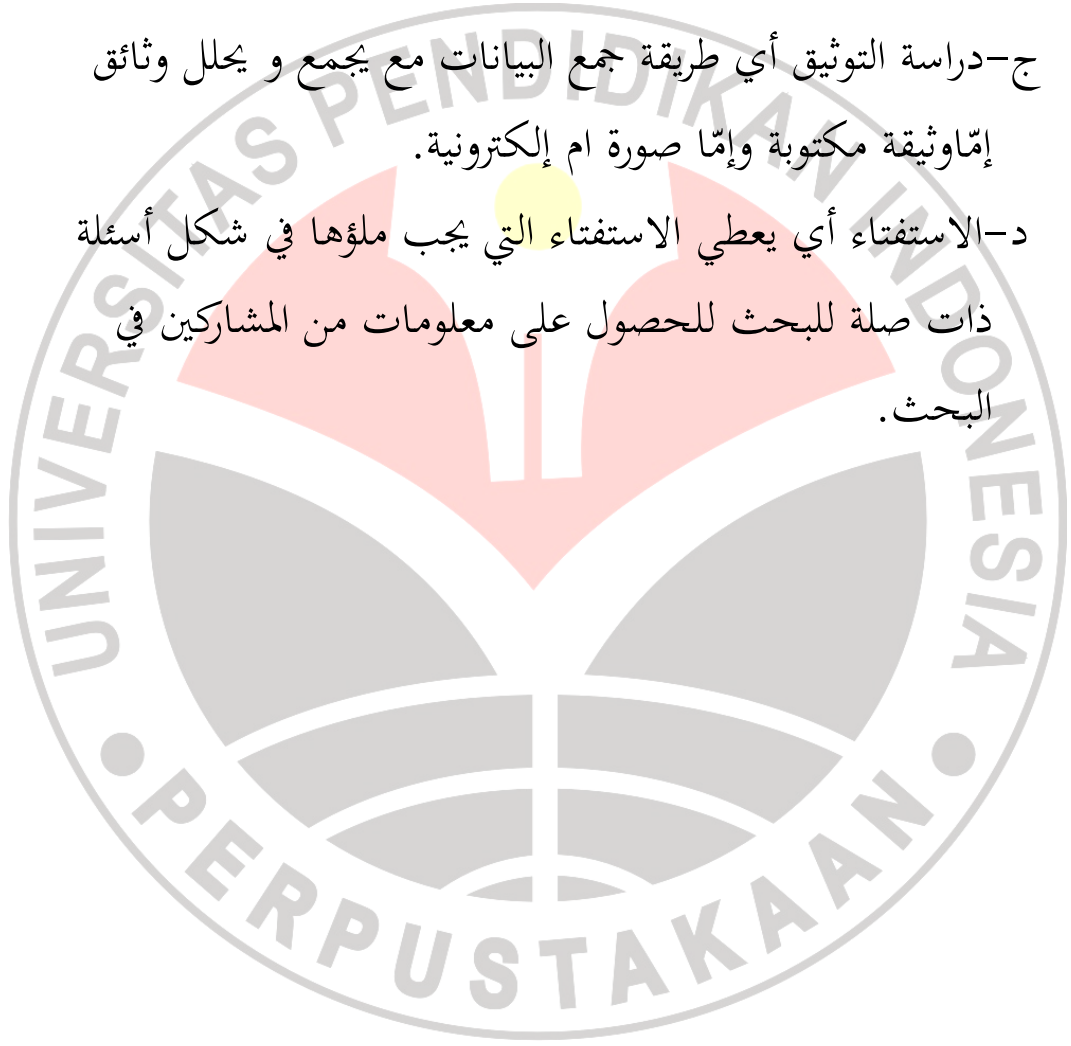 ج-دراسة التوثيق أي طريقة جمع البيانات مع يجمع و يحلل وثائق
إمّاوثيقة مكتوبة وإمّا صورة ام إلكترونية.
د-الاستفتاء أي يعطي الاستفتاء التي يجب ملؤها في شكل أسئلة
ذات صلة للبحث للحصول على معلومات من المشاركين في
البحث.
UNIVERSITAS PENDIDIKAN INDONESIA
PERPUSTAKAAN